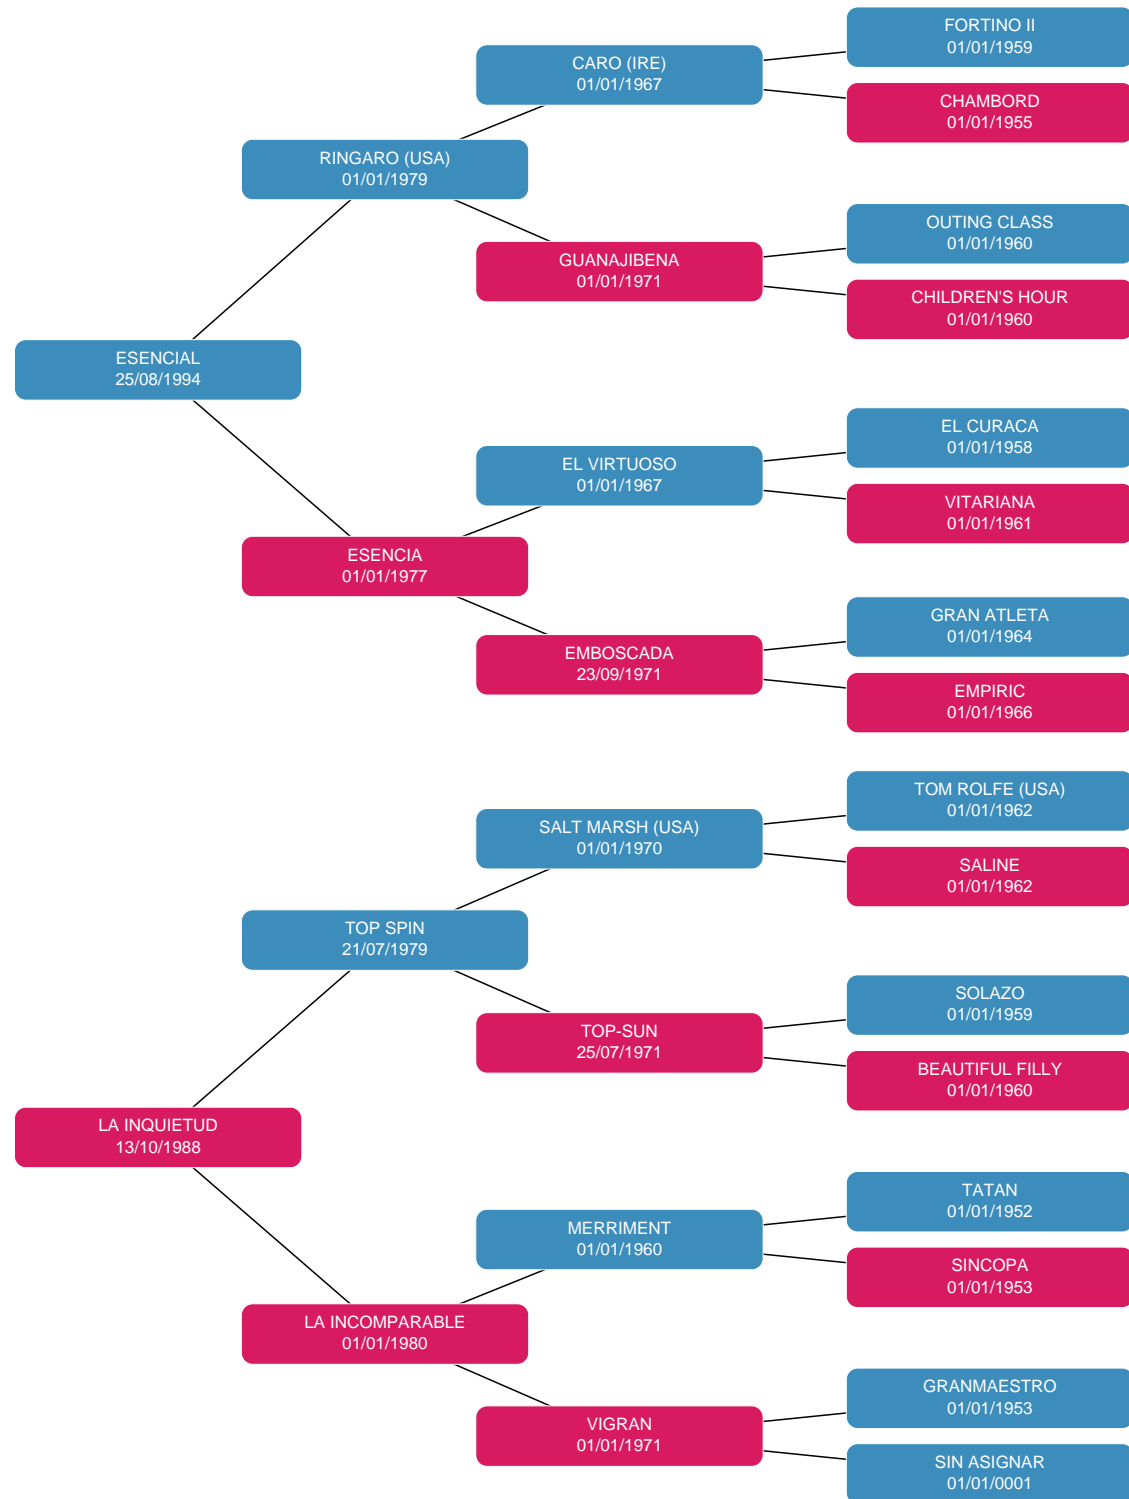 FORTINO II
01/01/1959
CARO (IRE)
01/01/1967
CHAMBORD
01/01/1955
RINGARO (USA)
01/01/1979
OUTING CLASS
01/01/1960
GUANAJIBENA
01/01/1971
CHILDREN'S HOUR
01/01/1960
ESENCIAL
25/08/1994
EL CURACA
01/01/1958
EL VIRTUOSO
01/01/1967
VITARIANA
01/01/1961
ESENCIA
01/01/1977
GRAN ATLETA
01/01/1964
EMBOSCADA
23/09/1971
EMPIRIC
01/01/1966
TOM ROLFE (USA)
01/01/1962
SALT MARSH (USA)
01/01/1970
SALINE
01/01/1962
TOP SPIN
21/07/1979
SOLAZO
01/01/1959
TOP-SUN
25/07/1971
BEAUTIFUL FILLY
01/01/1960
LA INQUIETUD
13/10/1988
TATAN
01/01/1952
MERRIMENT
01/01/1960
SINCOPA
01/01/1953
LA INCOMPARABLE
01/01/1980
GRANMAESTRO
01/01/1953
VIGRAN
01/01/1971
SIN ASIGNAR
01/01/0001